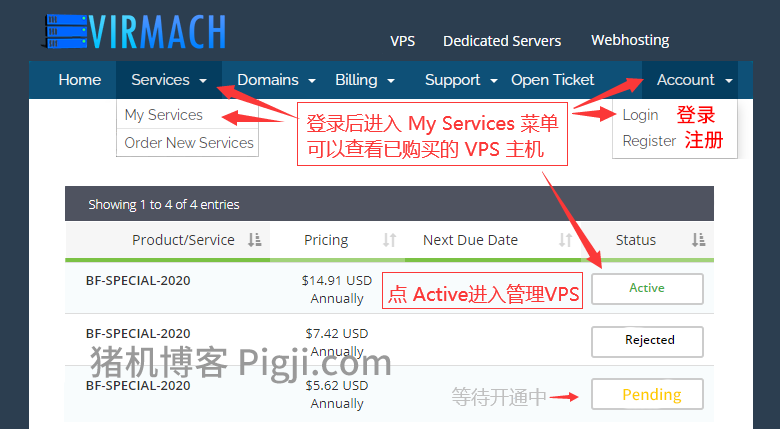 VIRMACH
VPS Dedicated Servers Webhosting
Home Services Domains Billing Support Open Ticket Account
My Services
Order New Services
登录后进入 My Services 菜单
可以查看已购买的 VPS 主机
Login 登录
Register 注册
Showing 1 to 4 of 4 entries
Product/Service Pricing Next Due Date Status
BF-SPECIAL-2020 $14.91 USD
Annually
点 Active进入管理VPS
Active
BF-SPECIAL-2020 $7.42 USD
Annually
Rejected
猪机博客 Pigji.com
BF-SPECIAL-2020 $5.62 USD
Annually
等待开通中
Pending